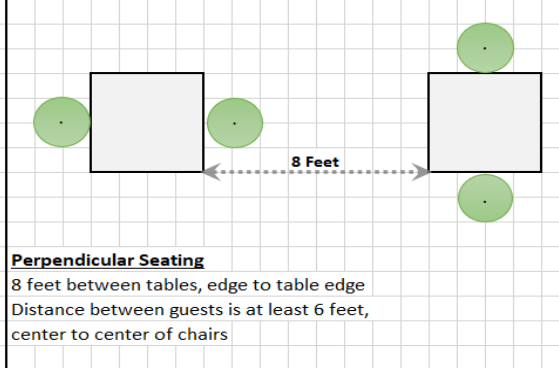 8 Feet
Perpendicular Seating
8 feet between tables, edge to table edge
Distance between guests is at least 6 feet,
center to center of chairs